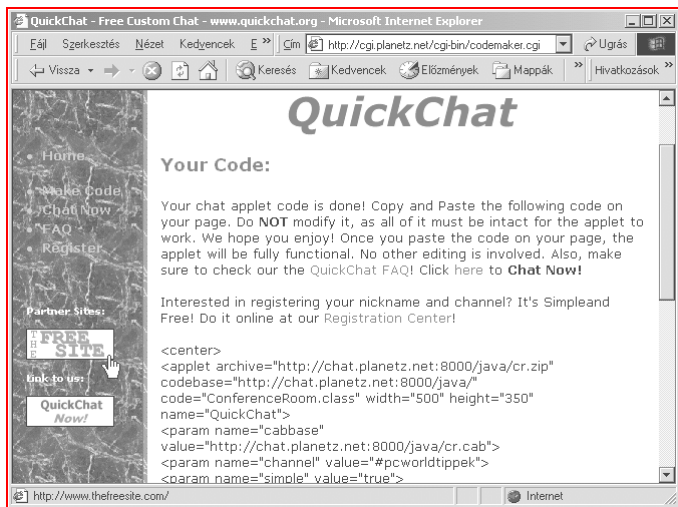 QuickChat - Free Custom Chat - www.quickchat.org - Microsoft Internet Explorer
Fájl Szerkesztés Nézet Kedvencek E » Cím http://cgi.planetz.net/cgi-bin/codemaker.cgi Ugrás
Vissza Keresés Kedvencek Előzmények Mappák » Hivatkozások »
QuickChat
Home
Make Code
Chat Now
FAQ
Register
Partner Sites:
THE FREE SITE
Link to us:
QuickChat
Now!
Your Code:
Your chat applet code is done! Copy and Paste the following code on
your page. Do NOT modify it, as all of it must be intact for the applet to
work. We hope you enjoy! Once you paste the code on your page, the
applet will be fully functional. No other editing is involved. Also, make
sure to check our the QuickChat FAQ! Click here to Chat Now!
Interested in registering your nickname and channel? It's Simpleand
Free! Do it online at our Registration Center!
<center>
<applet archive="http://chat.planetz.net:8000/java/cr.zip"
codebase="http://chat.planetz.net:8000/java/"
code="ConferenceRoom.class" width="500" height="350"
name="QuickChat">
<param name="cabbase"
value="http://chat.planetz.net:8000/java/cr.cab">
<param name="channel" value="#pcworldtippek">
<param name="simple" value="true">
http://www.thefreesite.com/ Internet